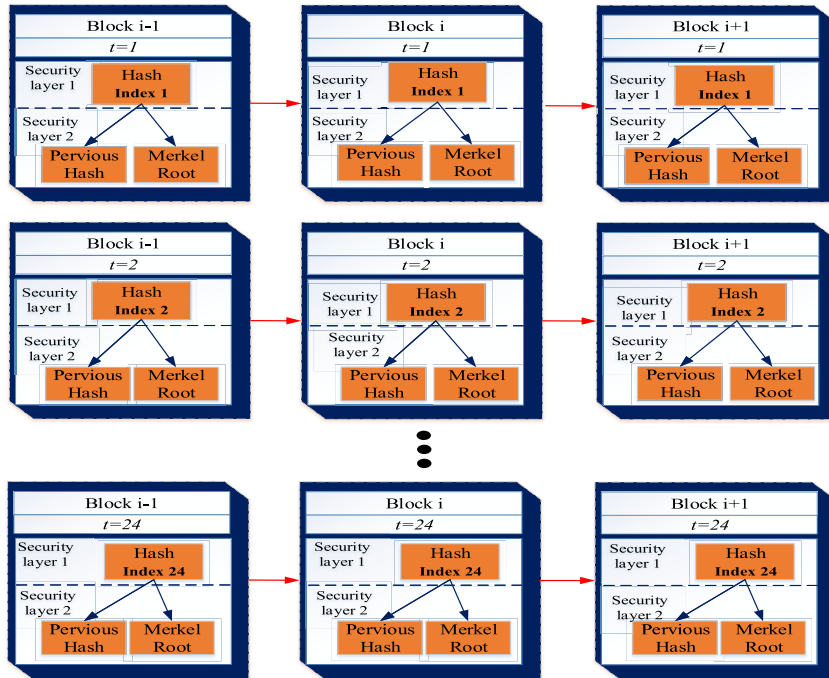 Block i-1
t=1
Security
layer 1
Hash
Index 1
Security
layer 2
Pervious
Hash
Merkel
Root
Block i
t=1
Security
layer 1
Hash
Index 1
Security
layer 2
Pervious
Hash
Merkel
Root
Block i+1
t=1
Security
layer 1
Hash
Index 1
Security
layer 2
Pervious
Hash
Merkel
Root
Block i-1
t=2
Security
layer 1
Hash
Index 2
Security
layer 2
Pervious
Hash
Merkel
Root
Block i
t=2
Security
layer 1
Hash
Index 2
Security
layer 2
Pervious
Hash
Merkel
Root
Block i+1
t=2
Security
layer 1
Hash
Index 2
Security
layer 2
Pervious
Hash
Merkel
Root
Block i-1
t=24
Security
layer 1
Hash
Index 24
Security
layer 2
Pervious
Hash
Merkel
Root
Block i
t=24
Security
layer 1
Hash
Index 24
Security
layer 2
Pervious
Hash
Merkel
Root
Block i+1
t=24
Security
layer 1
Hash
Index 24
Security
layer 2
Pervious
Hash
Merkel
Root